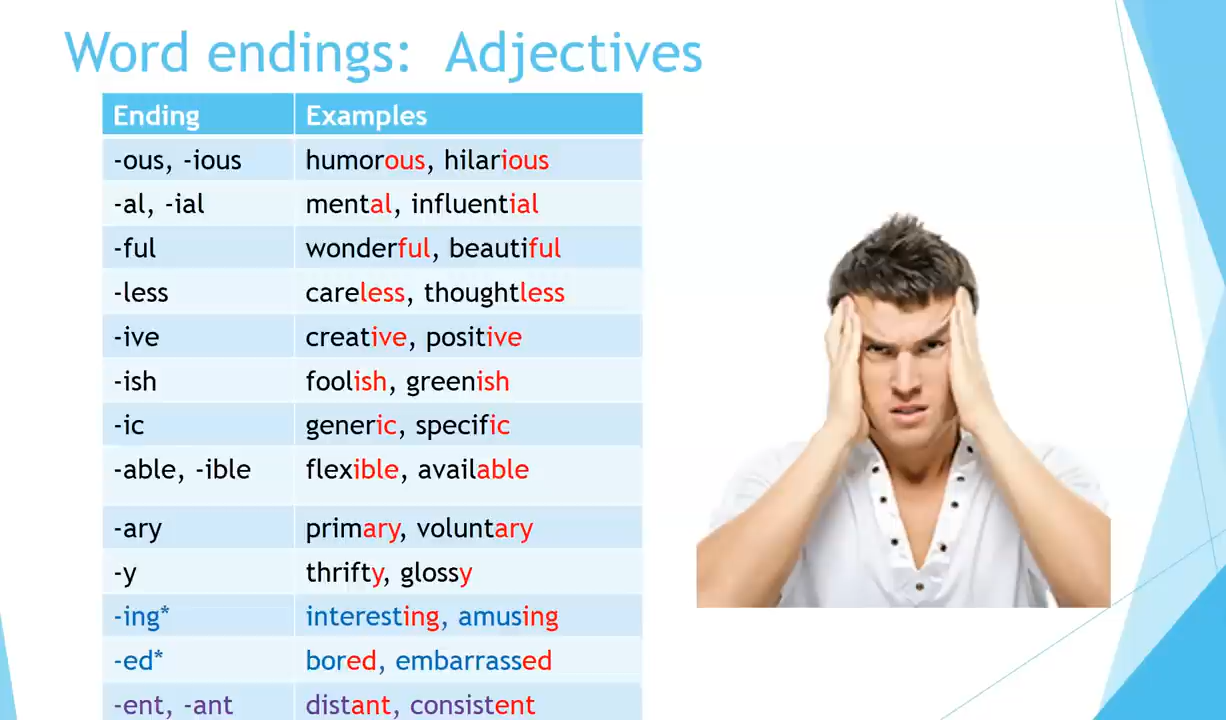 Word endings: Adjectives
Ending Examples
-ous, -ious humorous, hilarious
-al, -ial mental, influential
-ful wonderful, beautiful
-less careless, thoughtless
-ive creative, positive
-ish foolish, greenish
-ic generic, specific
-able, -ible flexible, available
-ary primary, voluntary
-y thrifty, glossy
-ing* interesting, amusing
-ed* bored, embarrassed
-ent, -ant distant, consistent